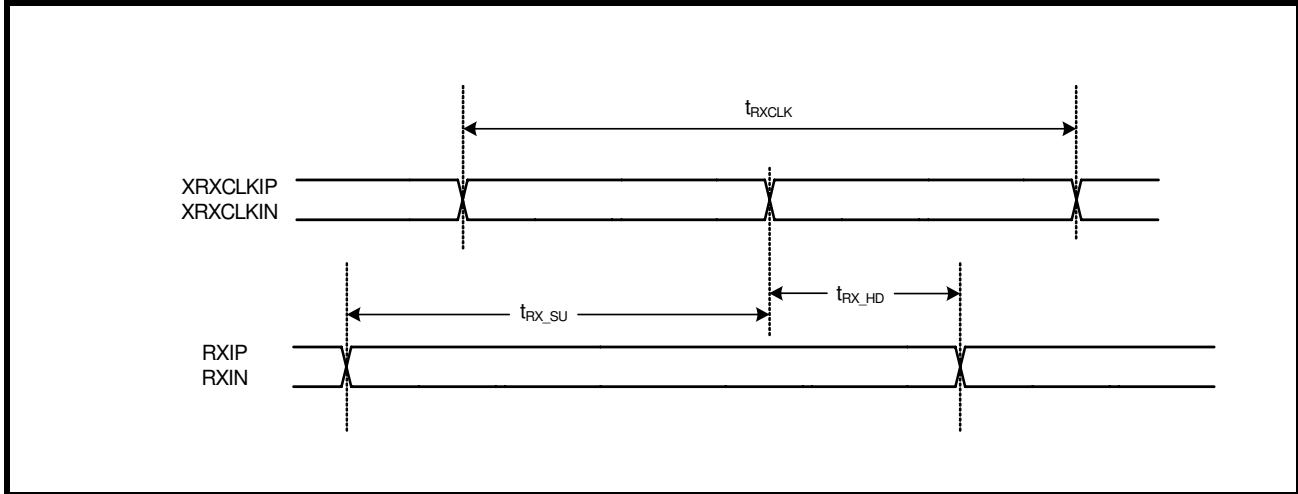 tRXCLK
XRXCLKIP
XRXCLKIN
tRX_HD
tRX_SU
RXIP
RXIN